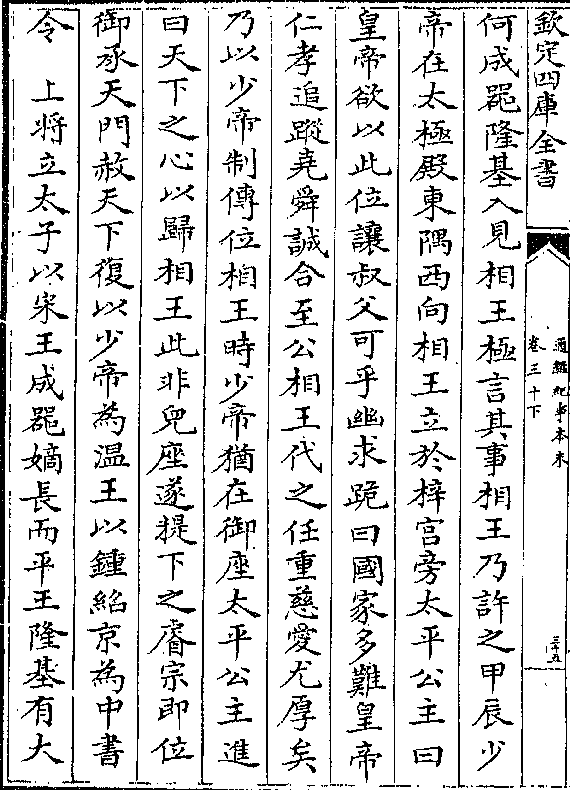 欽定四庫全書
通鑑紀事本末
卷三十下
何成器隆基入見相王極言其事相王乃許之甲辰少
帝在太極殿東隅西向相王立於梓宮旁太平公主曰
皇帝欲以此位讓叔父可乎幽求跪曰國家多難皇帝
仁孝追蹤堯舜誠合至公相王代之任重慈愛尤厚矣
乃以少帝制傳位相王時少帝猶在御座太平公主進
曰天下之心以歸相王此非兒座遂提下之睿宗即位
御承天門赦天下復以少帝為溫王以鍾紹京為中書
令　上將立太子以宋王成器嫡長而平王隆基有大